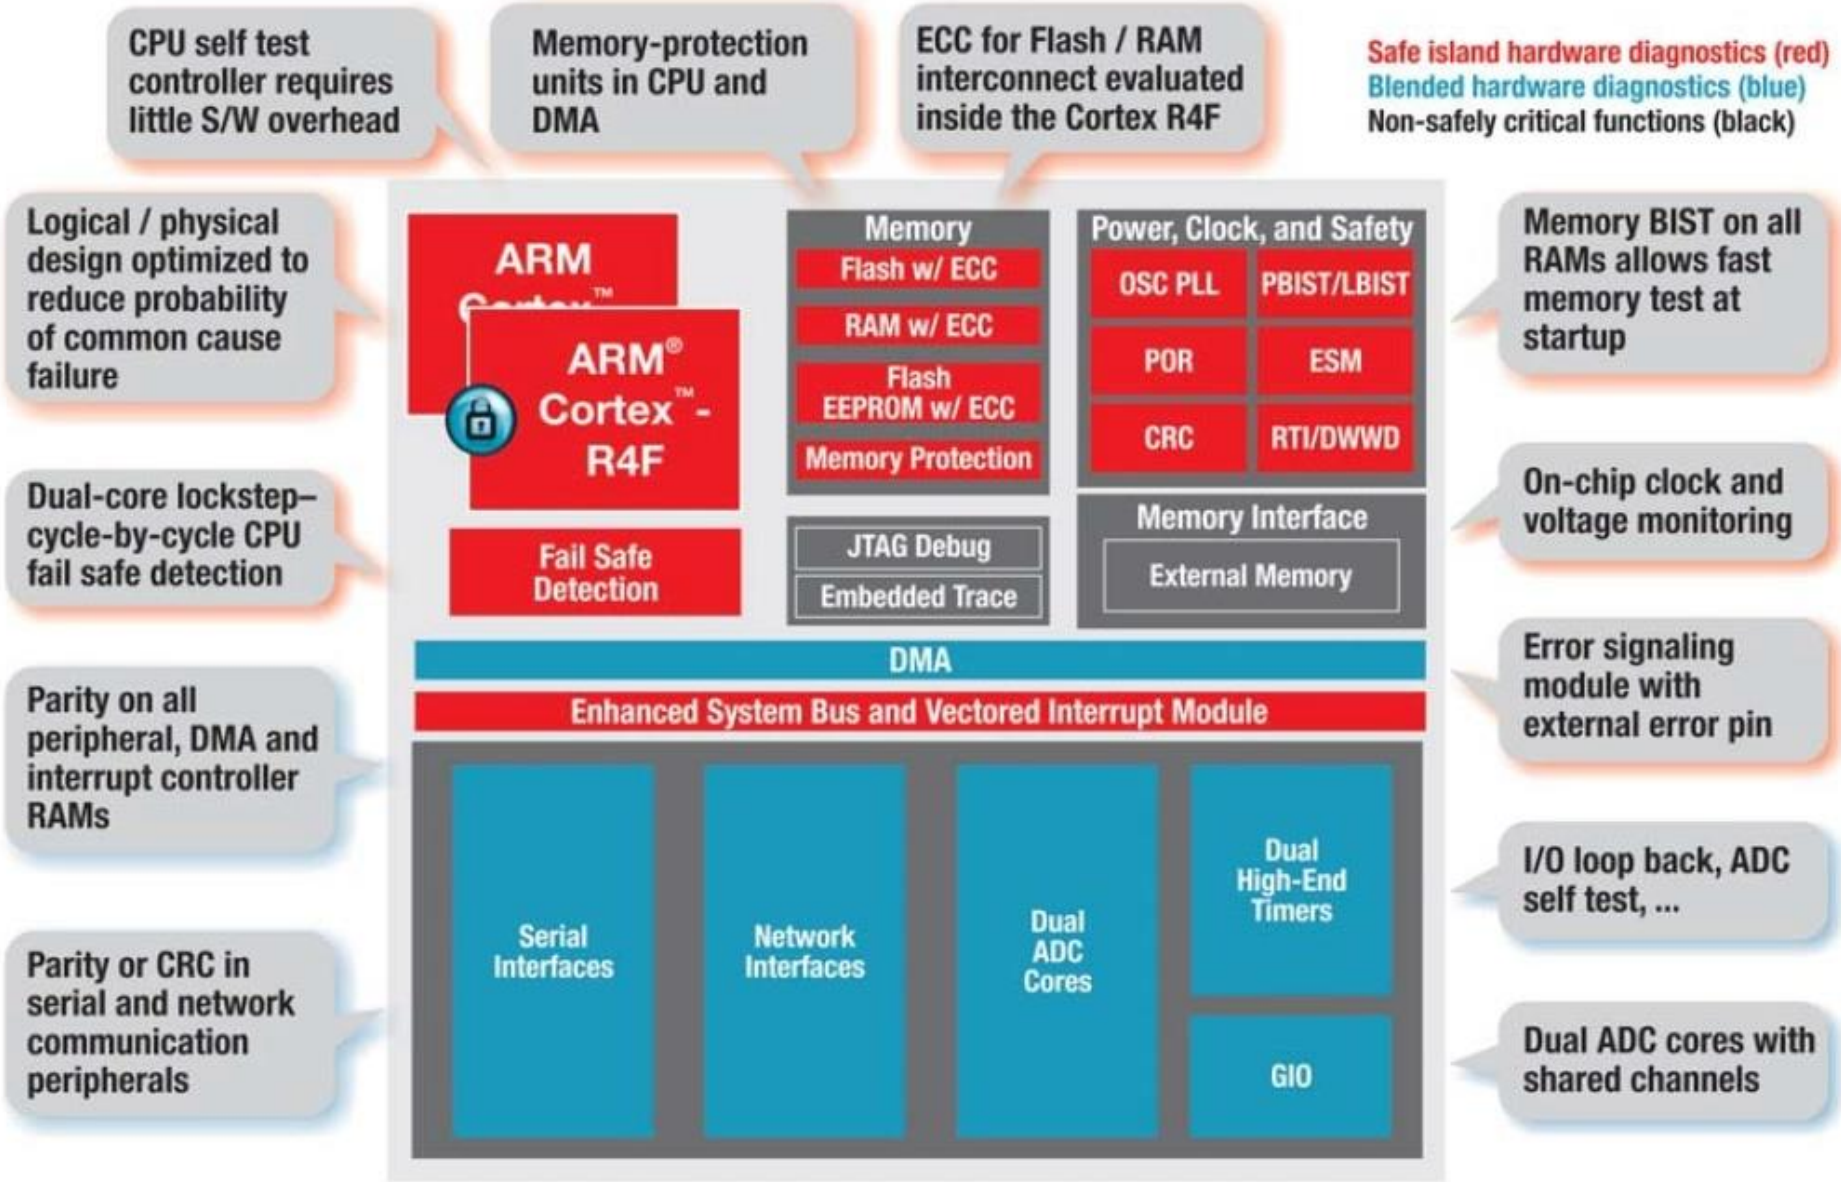 CPU self test
controller requires
little S/W overhead
Memory-protection
units in CPU and
DMA
ECC for Flash / RAM
interconnect evaluated
inside the Cortex R4F
Safe island hardware diagnostics (red)
Blended hardware diagnostics (blue)
Non-safely critical functions (black)
Logical / physical
design optimized to
reduce probability
of common cause
failure
Dual-core lockstep–
cycle-by-cycle CPU
fail safe detection
Parity on all
peripheral, DMA and
interrupt controller
RAMs
Parity or CRC in
serial and network
communication
peripherals
ARM
Cortex™
ARM®
Cortex™-
R4F
Fail Safe
Detection
Memory
Flash w/ ECC
RAM w/ ECC
Flash
EEPROM w/ ECC
Memory Protection
JTAG Debug
Embedded Trace
Power, Clock, and Safety
OSC PLL
PBIST/LBIST
POR
ESM
CRC
RTI/DWWD
Memory Interface
External Memory
DMA
Enhanced System Bus and Vectored Interrupt Module
Serial
Interfaces
Network
Interfaces
Dual
ADC
Cores
Dual
High-End
Timers
GIO
Memory BIST on all
RAMs allows fast
memory test at
startup
On-chip clock and
voltage monitoring
Error signaling
module with
external error pin
I/O loop back, ADC
self test, ...
Dual ADC cores with
shared channels